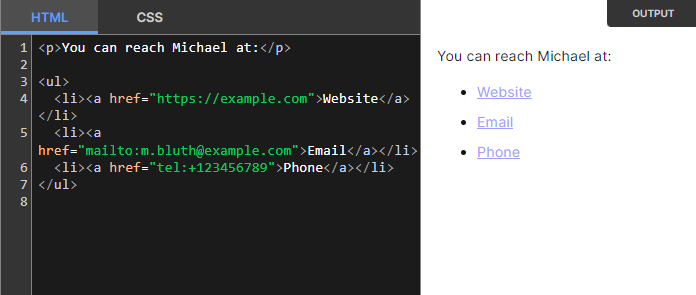 HTML CSS OUTPUT
1 <p>You can reach Michael at:</p>
2
3 <ul>
4   <li><a href="https://example.com">Website</a>
</li>
5   <li><a
href="mailto:m.bluth@example.com">Email</a></li>
6   <li><a href="tel:+123456789">Phone</a></li>
7 </ul>
8
You can reach Michael at:
• Website
• Email
• Phone